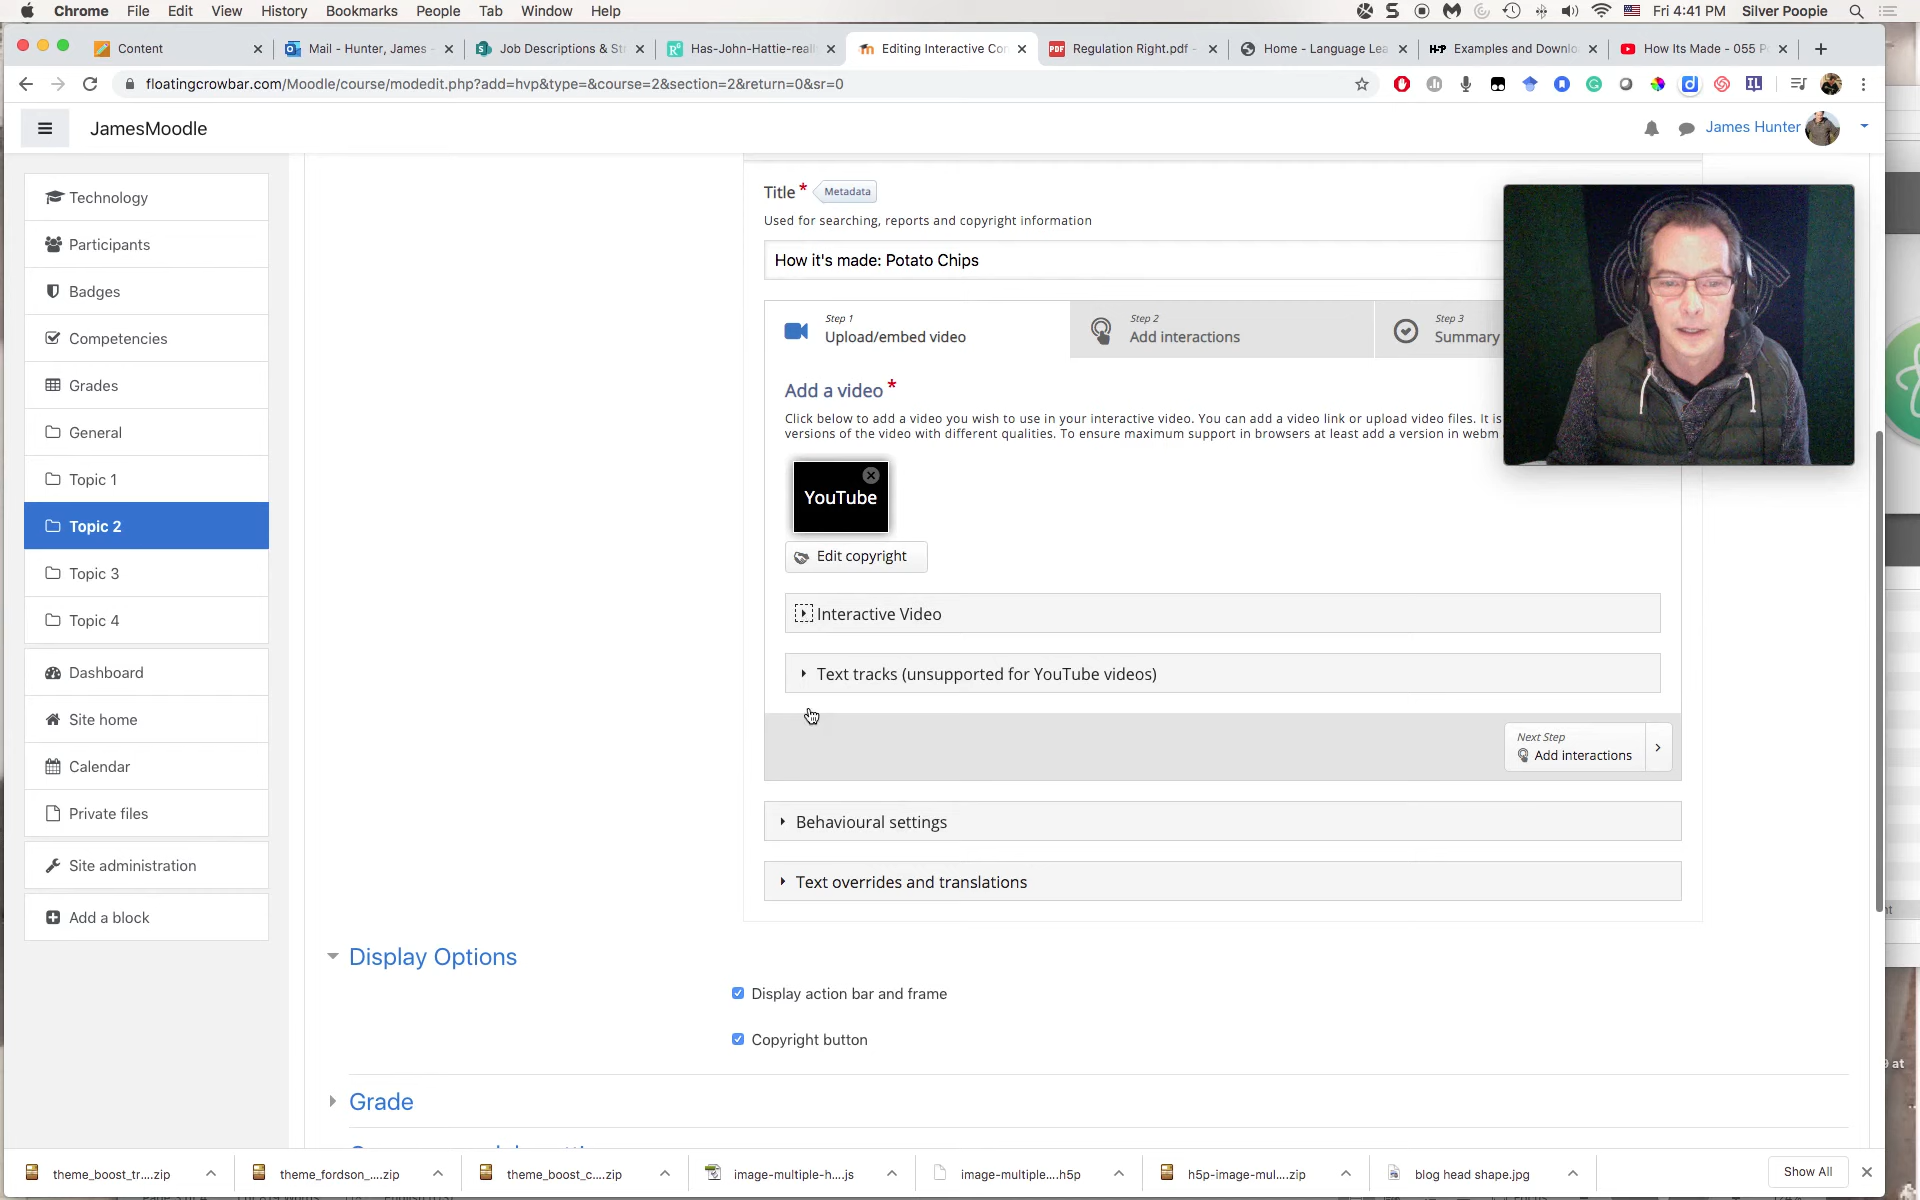 Chrome File Edit View History Bookmarks People Tab Window Help Fri 4:41 PM Silver Poopie
Content Mail - Hunter, James - Job Descriptions & St Has-John-Hattie-reall Editing Interactive Con Regulation Right.pdf - Home - Language Lea H-P Examples and Downlo How Its Made - 055 P
floatingcrowbar.com/Moodle/course/modedit.php?add=hvp&type=&course=2&section=2&return=0&sr=0
JamesMoodle James Hunter
Technology
Participants
Badges
Competencies
Grades
General
Topic 1
Topic 2
Topic 3
Topic 4
Dashboard
Site home
Calendar
Private files
Site administration
Add a block
Title * Metadata
Used for searching, reports and copyright information
How it's made: Potato Chips
Step 1
Upload/embed video
Step 2
Add interactions
Step 3
Summary
Add a video *
Click below to add a video you wish to use in your interactive video. You can add a video link or upload video files. It is
versions of the video with different qualities. To ensure maximum support in browsers at least add a version in webm
YouTube
Edit copyright
Interactive Video
Text tracks (unsupported for YouTube videos)
Next Step
Add interactions
Behavioural settings
Text overrides and translations
Display Options
Display action bar and frame
Copyright button
Grade
theme_boost_tr....zip theme_fordson_....zip theme_boost_c....zip image-multiple-h....js image-multiple....h5p h5p-image-mul....zip blog head shape.jpg Show All